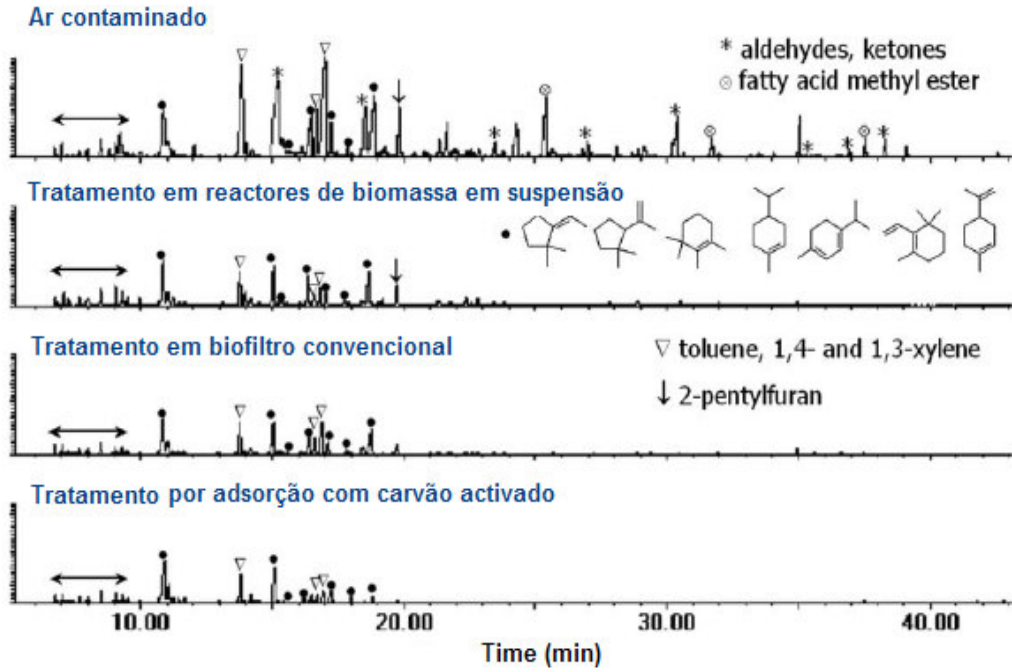 Ar contaminado
* aldehydes, ketones
⊗ fatty acid methyl ester
Tratamento em reactores de biomassa em suspensão
Tratamento em biofiltro convencional
▽ toluene, 1,4- and 1,3-xylene
↓ 2-pentylfuran
Tratamento por adsorção com carvão activado
10.00 20.00 30.00 40.00
Time (min)